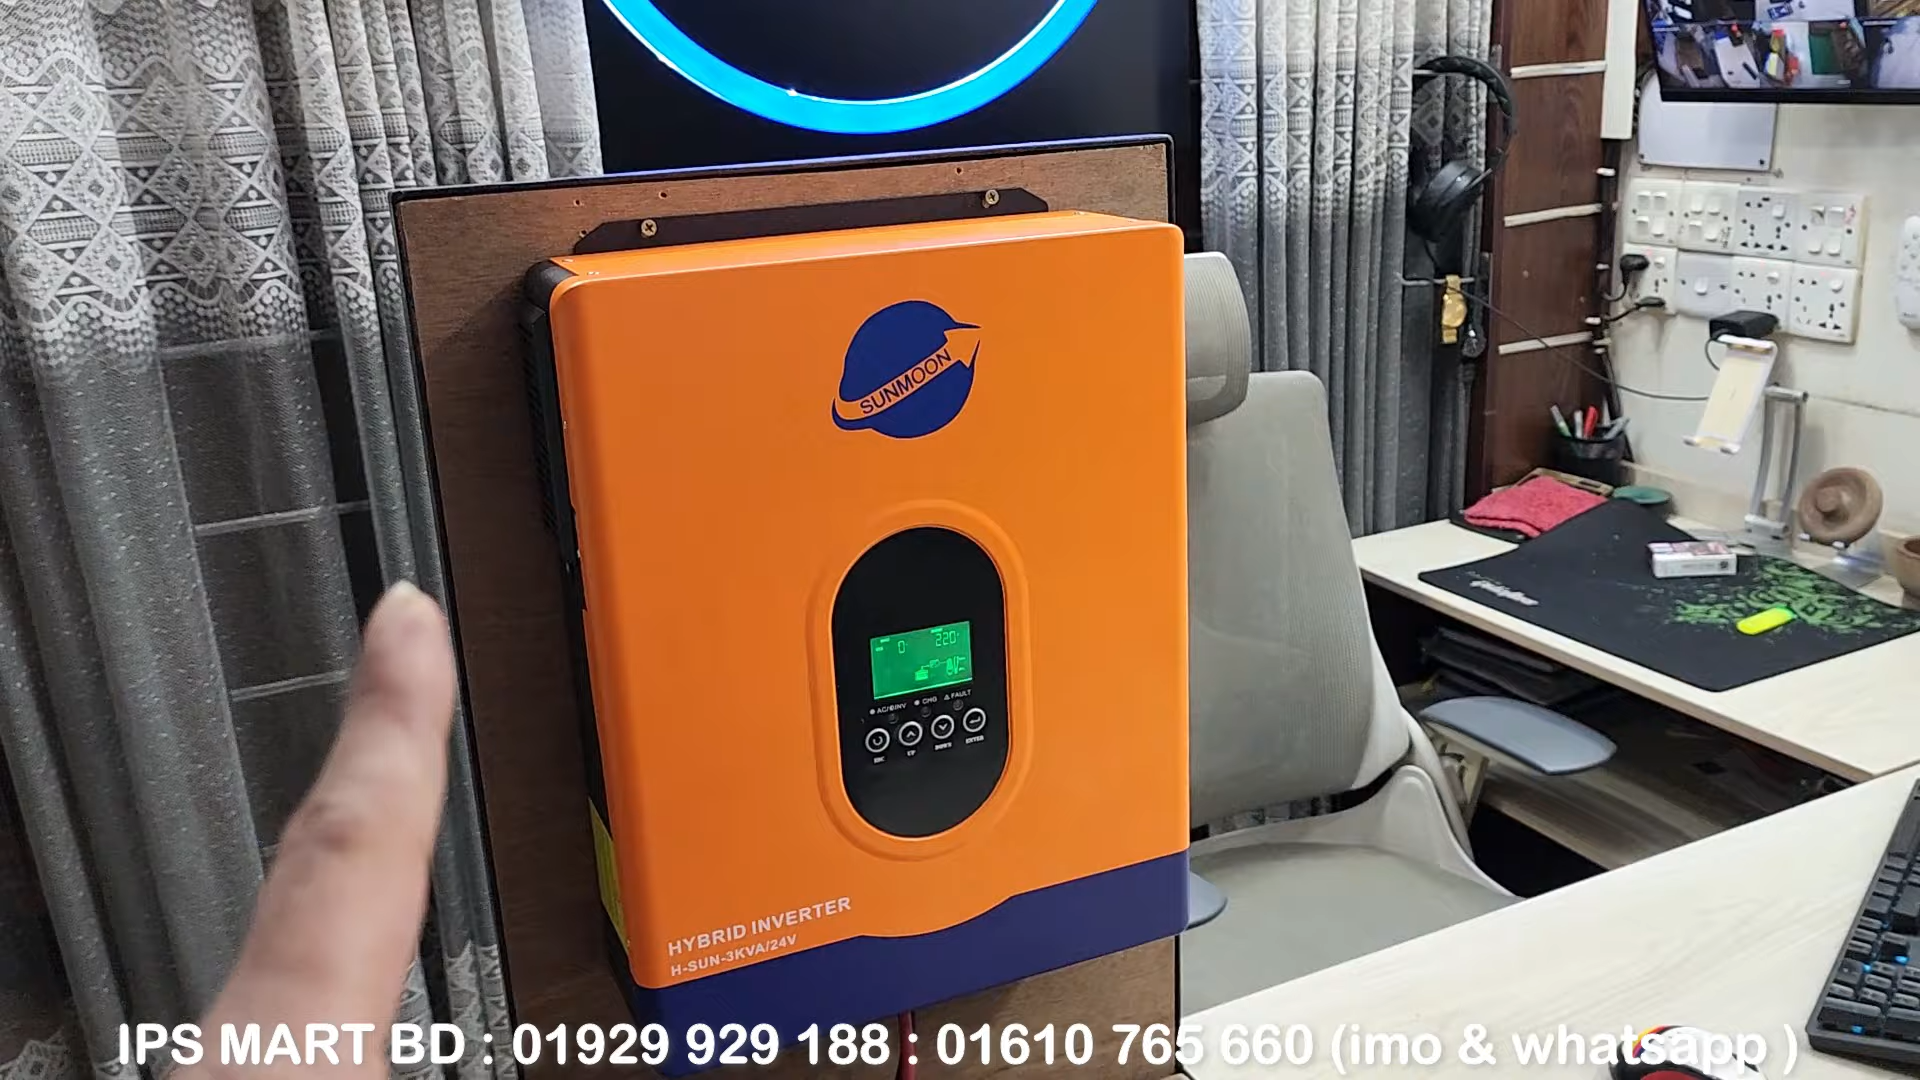 SUNMOON
0
220
AC/INV CHG FAULT
ESC UP DOWN ENTER
HYBRID INVERTER
H-SUN-3KVA/24V
IPS MART BD : 01929 929 188 : 01610 765 660 (imo & whatsapp )